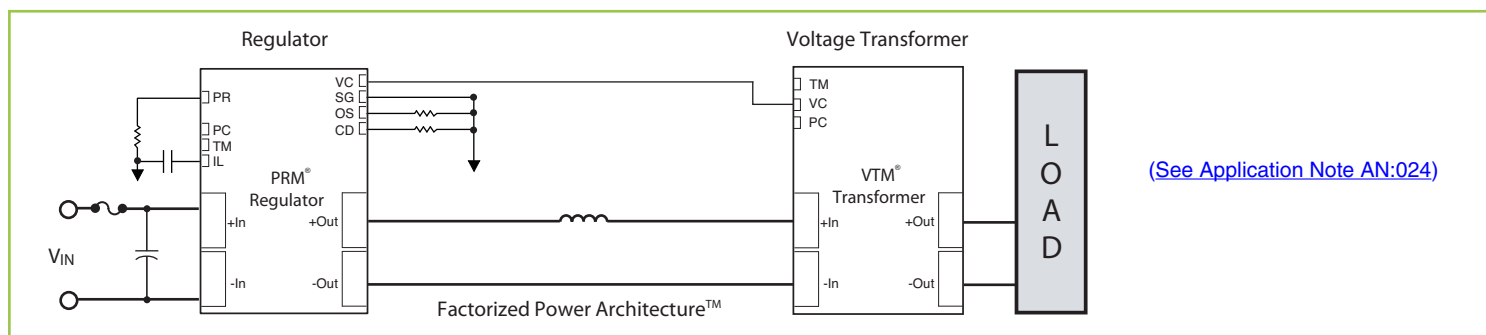 Regulator
Voltage Transformer
PR
PC
TM
IL
VC
SG
OS
CD
PRM®
Regulator
+In
-In
+Out
-Out
VIN
Factorized Power Architecture™
TM
VC
PC
VTM®
Transformer
+In
-In
+Out
-Out
L
O
A
D
(See Application Note AN:024)